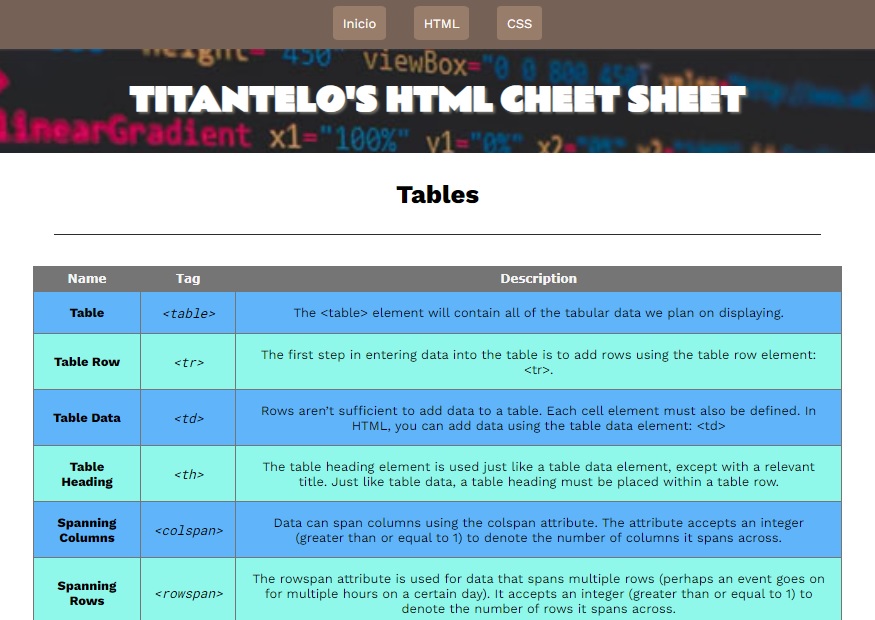 Inicio HTML CSS
height=" 450" viewBox="0 0 800 450"
TITANTELO'S HTML CHEET SHEET
linearGradient x1="100%" y1="0%" x2="
Tables
Name Tag Description
Table <table> The <table> element will contain all of the tabular data we plan on displaying.
Table Row <tr> The first step in entering data into the table is to add rows using the table row element:
<tr>.
Table Data <td> Rows aren’t sufficient to add data to a table. Each cell element must also be defined. In
HTML, you can add data using the table data element: <td>
Table
Heading <th> The table heading element is used just like a table data element, except with a relevant
title. Just like table data, a table heading must be placed within a table row.
Spanning
Columns <colspan> Data can span columns using the colspan attribute. The attribute accepts an integer
(greater than or equal to 1) to denote the number of columns it spans across.
Spanning
Rows <rowspan> The rowspan attribute is used for data that spans multiple rows (perhaps an event goes on
for multiple hours on a certain day). It accepts an integer (greater than or equal to 1) to
denote the number of rows it spans across.